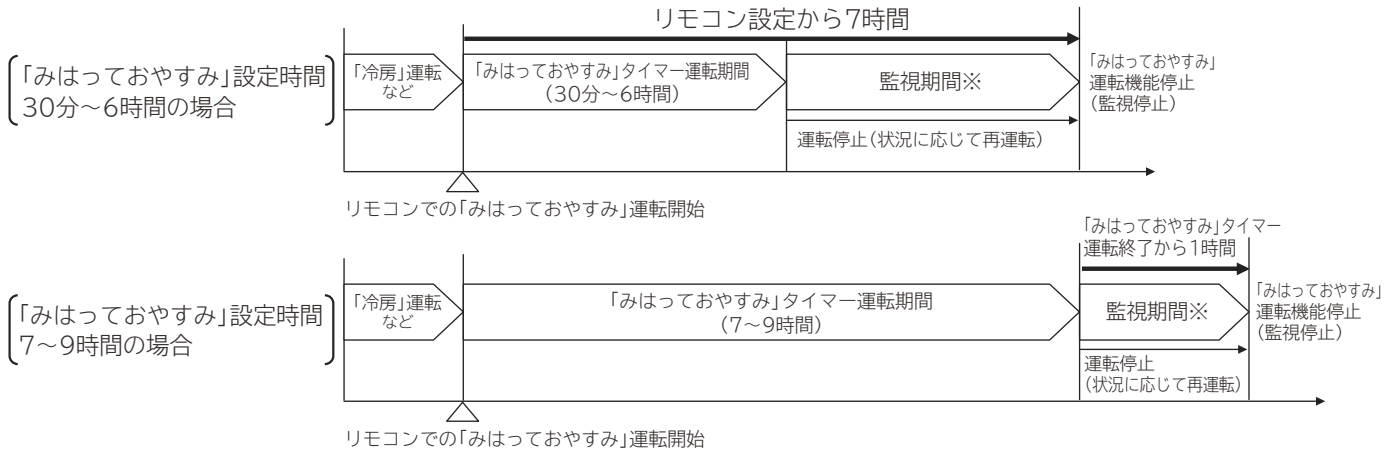 リモコン設定から7時間
「みはっておやすみ」設定時間
30分～6時間の場合
「冷房」運転
など
「みはっておやすみ」タイマー運転期間
(30分～6時間)
監視期間※
「みはっておやすみ」
運転機能停止
(監視停止)
運転停止(状況に応じて再運転)
リモコンでの「みはっておやすみ」運転開始
「みはっておやすみ」タイマー
運転終了から1時間
「みはっておやすみ」設定時間
7～9時間の場合
「冷房」運転
など
「みはっておやすみ」タイマー運転期間
(7～9時間)
監視期間※
「みはっておやすみ」
運転機能停止
(監視停止)
運転停止
(状況に応じて再運転)
リモコンでの「みはっておやすみ」運転開始